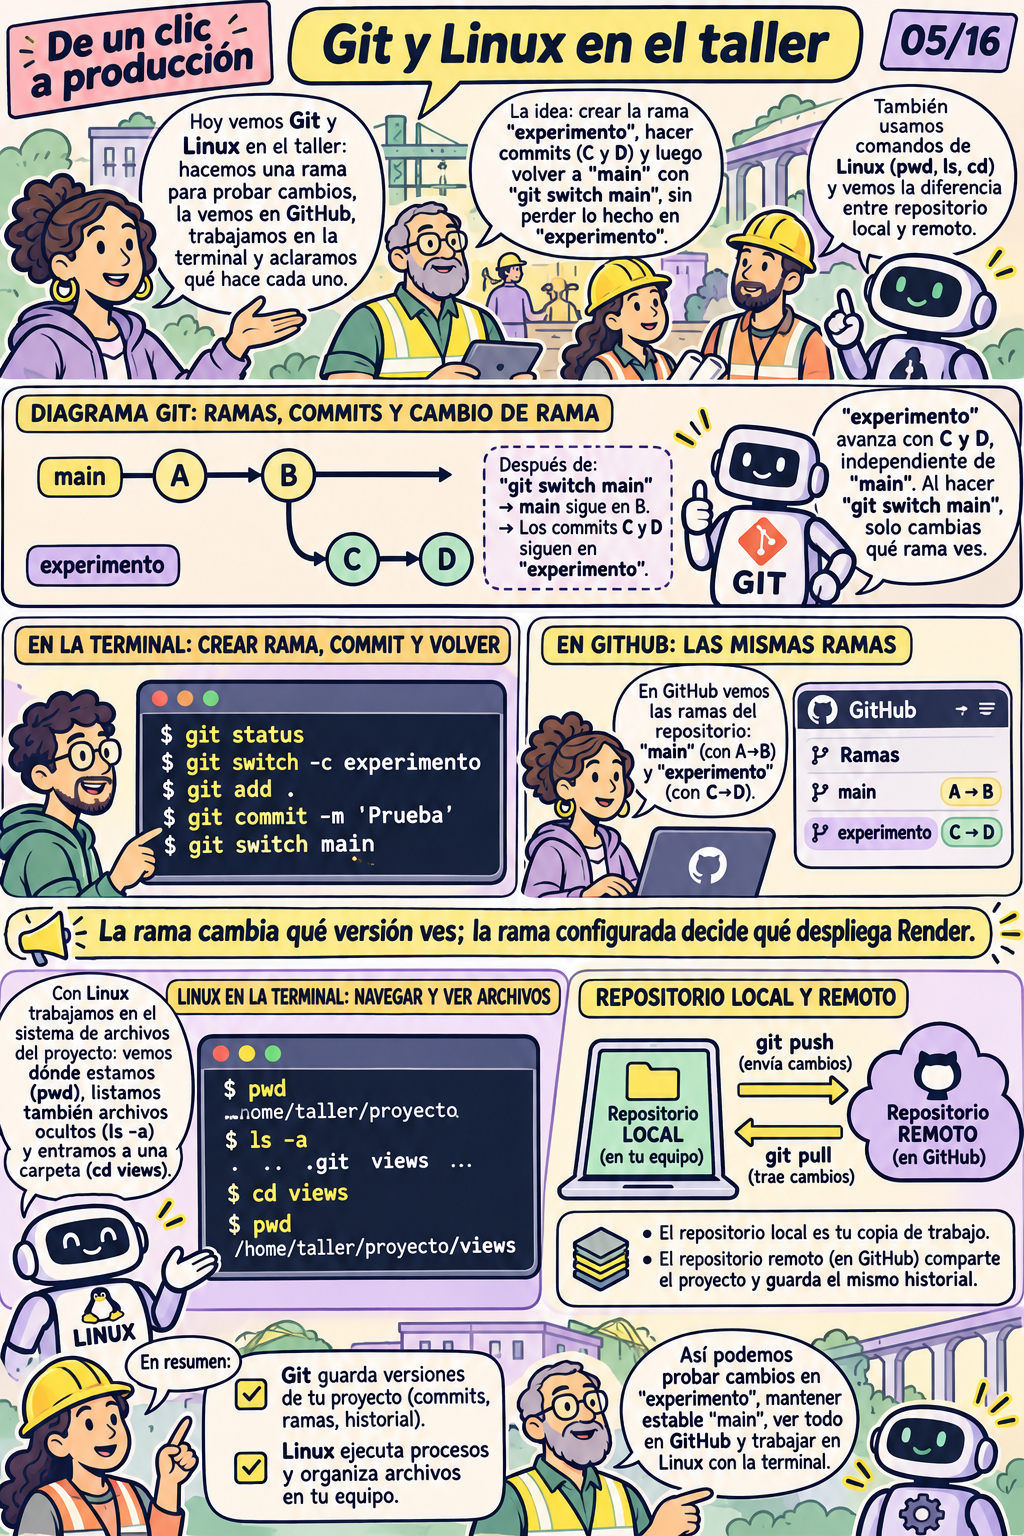 De un clic
a producción
Git y Linux en el taller
05/16
Hoy vemos Git y
Linux en el taller:
hacemos una rama
para probar cambios,
la vemos en GitHub,
trabajamos en la
terminal y aclaramos
qué hace cada uno.
La idea: crear la rama
"experimento", hacer
commits (C y D) y luego
volver a "main" con
"git switch main", sin
perder lo hecho en
"experimento".
También
usamos
comandos de
Linux (pwd, ls, cd)
y vemos la diferencia
entre repositorio
local y remoto.
DIAGRAMA GIT: RAMAS, COMMITS Y CAMBIO DE RAMA
main
A
B
experimento
C
D
Después de:
"git switch main"
→ main sigue en B.
→ Los commits C y D
siguen en
"experimento".
"experimento"
avanza con C y D,
independiente de
"main". Al hacer
"git switch main",
solo cambias
qué rama ves.
GIT
EN LA TERMINAL: CREAR RAMA, COMMIT Y VOLVER
$ git status
$ git switch -c experimento
$ git add .
$ git commit -m 'Prueba'
$ git switch main
EN GITHUB: LAS MISMAS RAMAS
En GitHub vemos
las ramas del
repositorio:
"main" (con A→B)
y "experimento"
(con C→D).
GitHub
Ramas
main A → B
experimento C → D
La rama cambia qué versión ves; la rama configurada decide qué despliega Render.
Con Linux
trabajamos en el
sistema de archivos
del proyecto: vemos
dónde estamos
(pwd), listamos
también archivos
ocultos (ls -a)
y entramos a una
carpeta (cd views).
LINUX
LINUX EN LA TERMINAL: NAVEGAR Y VER ARCHIVOS
$ pwd
home/taller/proyecto
$ ls -a
. .. .git views ...
$ cd views
$ pwd
/home/taller/proyecto/views
REPOSITORIO LOCAL Y REMOTO
Repositorio
LOCAL
(en tu equipo)
git push
(envía cambios)
git pull
(trae cambios)
Repositorio
REMOTO
(en GitHub)
• El repositorio local es tu copia de trabajo.
• El repositorio remoto (en GitHub) comparte
el proyecto y guarda el mismo historial.
En resumen:
Git guarda versiones
de tu proyecto (commits,
ramas, historial).
Linux ejecuta procesos
y organiza archivos
en tu equipo.
Así podemos
probar cambios en
"experimento", mantener
estable "main", ver todo
en GitHub y trabajar en
Linux con la terminal.